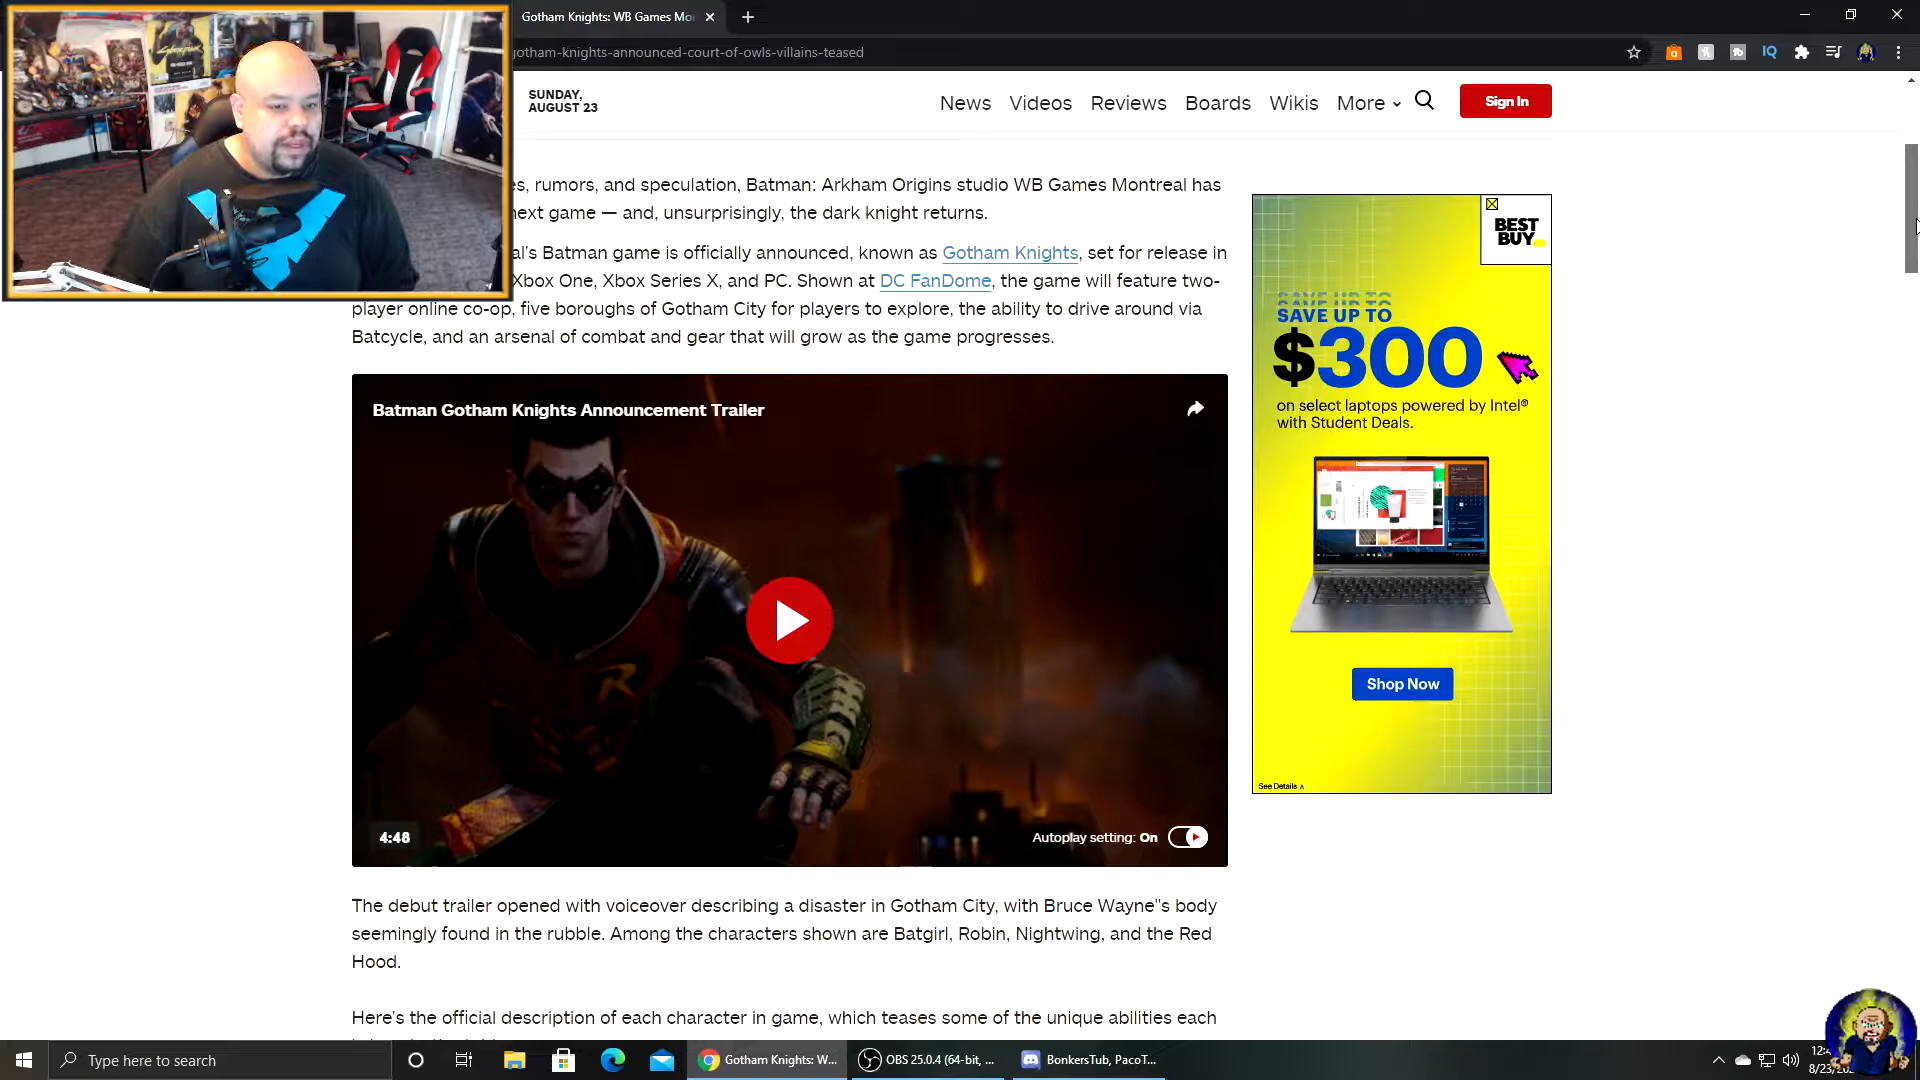 Gotham Knights: WB Games Mo
gotham-knights-announced-court-of-owls-villains-teased
SUNDAY,
AUGUST 23
News Videos Reviews Boards Wikis More
Sign In
es, rumors, and speculation, Batman: Arkham Origins studio WB Games Montreal has
next game — and, unsurprisingly, the dark knight returns.
al's Batman game is officially announced, known as Gotham Knights, set for release in
Xbox One, Xbox Series X, and PC. Shown at DC FanDome, the game will feature two-
player online co-op, five boroughs of Gotham City for players to explore, the ability to drive around via
Batcycle, and an arsenal of combat and gear that will grow as the game progresses.
BEST
BUY
SAVE UP TO
SAVE UP TO
$300
on select laptops powered by Intel®
with Student Deals.
Shop Now
See Details
Batman Gotham Knights Announcement Trailer
R
4:48
Autoplay setting: On
The debut trailer opened with voiceover describing a disaster in Gotham City, with Bruce Wayne"s body
seemingly found in the rubble. Among the characters shown are Batgirl, Robin, Nightwing, and the Red
Hood.
Here's the official description of each character in game, which teases some of the unique abilities each
Type here to search
Gotham Knights: W...
OBS 25.0.4 (64-bit, ...
BonkersTub, PacoT...
12:4
8/23/20